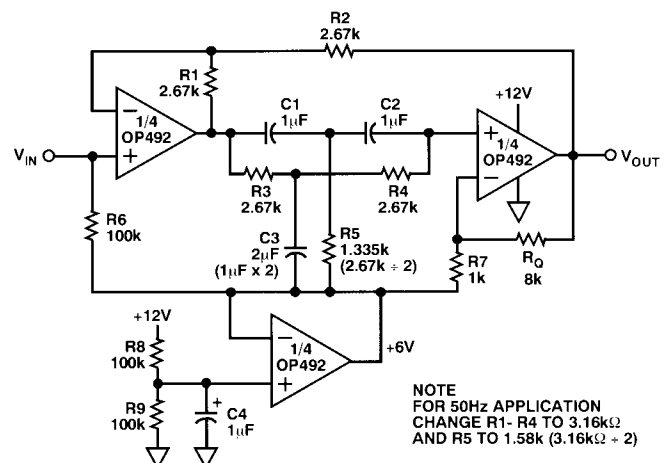 R2
2.67k
R1
2.67k
C1
1µF
C2
1µF
+12V
−
1/4
OP492
+
+
1/4
OP492
−
VIN
VOUT
R3
2.67k
R4
2.67k
R6
100k
C3
2µF
(1µF x 2)
R5
1.335k
(2.67k ÷ 2)
R7
1k
RQ
8k
+12V
R8
100k
−
1/4
OP492
+
+6V
R9
100k
+
C4
1µF
NOTE
FOR 50Hz APPLICATION
CHANGE R1- R4 TO 3.16kΩ
AND R5 TO 1.58k (3.16kΩ ÷ 2)